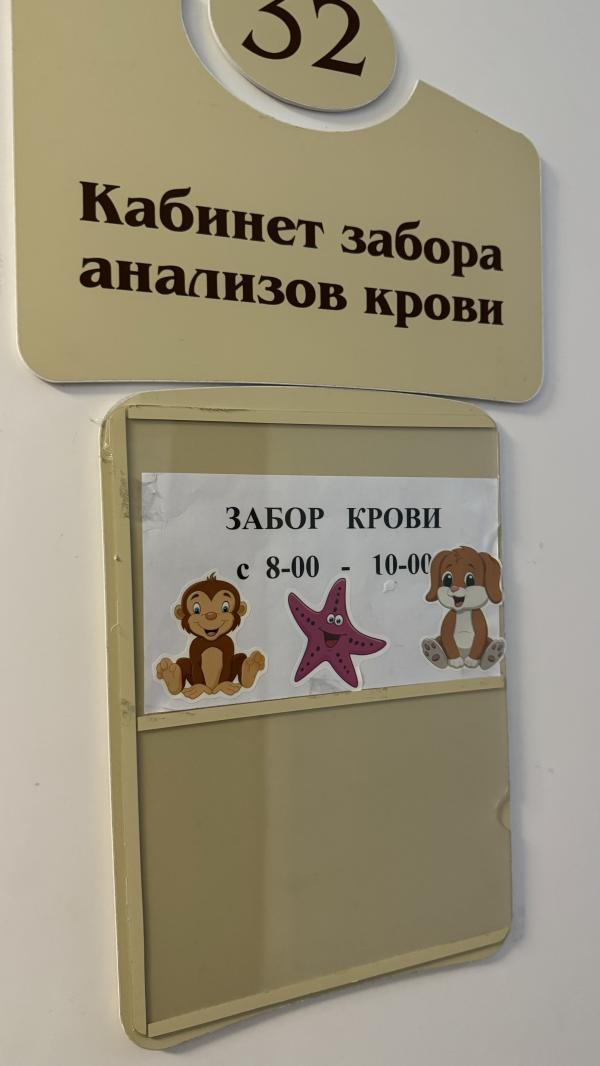 32
Кабинет забора
анализов крови
ЗАБОР КРОВИ
с 8-00 - 10-00